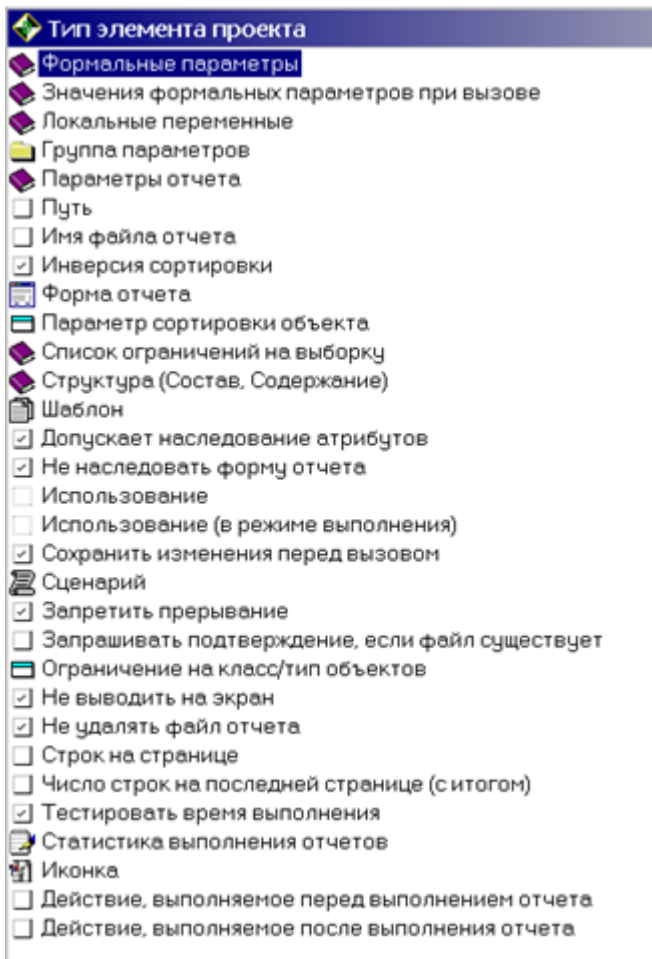 Тип элемента проекта
Формальные параметры
Значения формальных параметров при вызове
Локальные переменные
Группа параметров
Параметры отчета
Путь
Имя файла отчета
Инверсия сортировки
Форма отчета
Параметр сортировки объекта
Список ограничений на выборку
Структура (Состав, Содержание)
Шаблон
Допускает наследование атрибутов
Не наследовать форму отчета
Использование
Использование (в режиме выполнения)
Сохранить изменения перед вызовом
Сценарий
Запретить прерывание
Запрашивать подтверждение, если файл существует
Ограничение на класс/тип объектов
Не выводить на экран
Не удалять файл отчета
Строк на странице
Число строк на последней странице (с итогом)
Тестировать время выполнения
Статистика выполнения отчетов
Иконка
Действие, выполняемое перед выполнением отчета
Действие, выполняемое после выполнения отчета